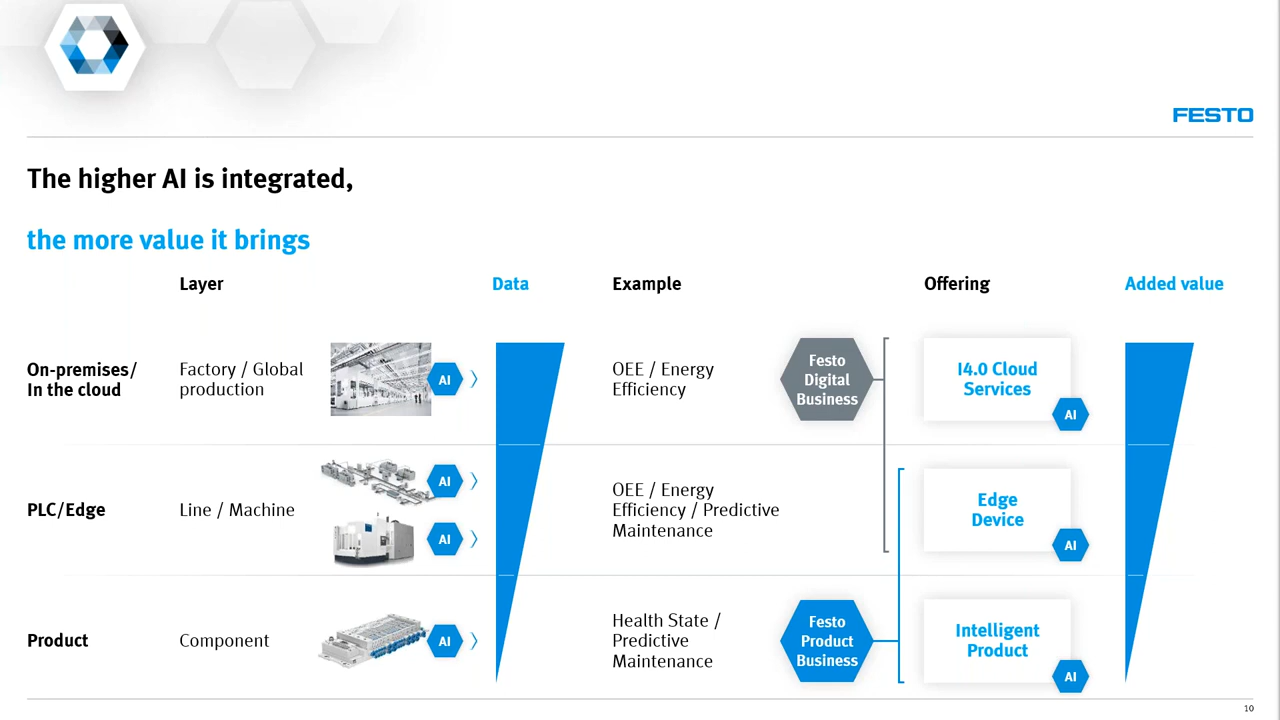 FESTO
The higher AI is integrated,
the more value it brings
Layer
Data
Example
Offering
Added value
On-premises/
In the cloud
Factory / Global
production
AI
OEE / Energy
Efficiency
Festo
Digital
Business
I4.0 Cloud
Services
AI
PLC/Edge
Line / Machine
AI
AI
OEE / Energy
Efficiency / Predictive
Maintenance
Edge
Device
AI
Product
Component
AI
Health State /
Predictive
Maintenance
Festo
Product
Business
Intelligent
Product
AI
10